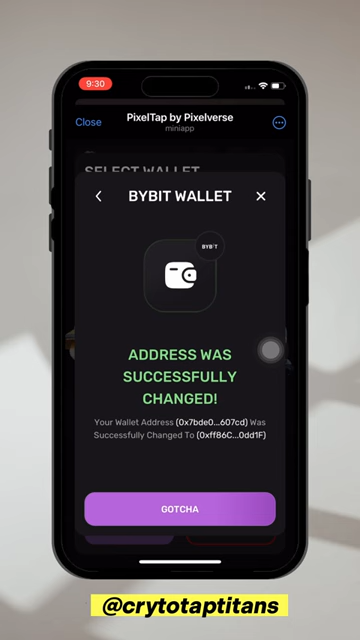 9:30
PixelTap by Pixelverse
Close
miniapp
SELECT WALLET
BYBIT WALLET
BYBIT
ADDRESS WAS
SUCCESSFULLY
CHANGED!
Your Wallet Address (0x7bde0...607cd) Was
Successfully Changed To (0xff86C...0dd1F)
GOTCHA
@crytotaptitans